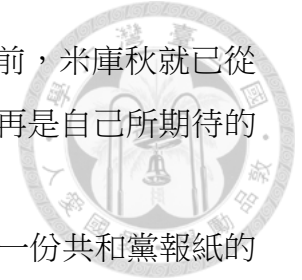 前，米庫秋就已從
再是自己所期待的
一份共和黨報紙的